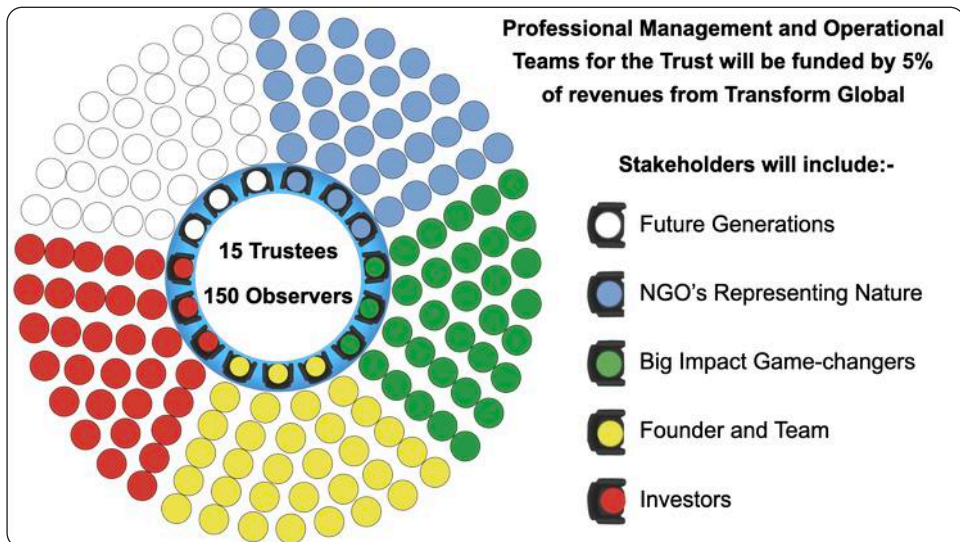 Professional Management and Operational
Teams for the Trust will be funded by 5%
of revenues from Transform Global
Stakeholders will include:-
15 Trustees
150 Observers
Future Generations
NGO's Representing Nature
Big Impact Game-changers
Founder and Team
Investors